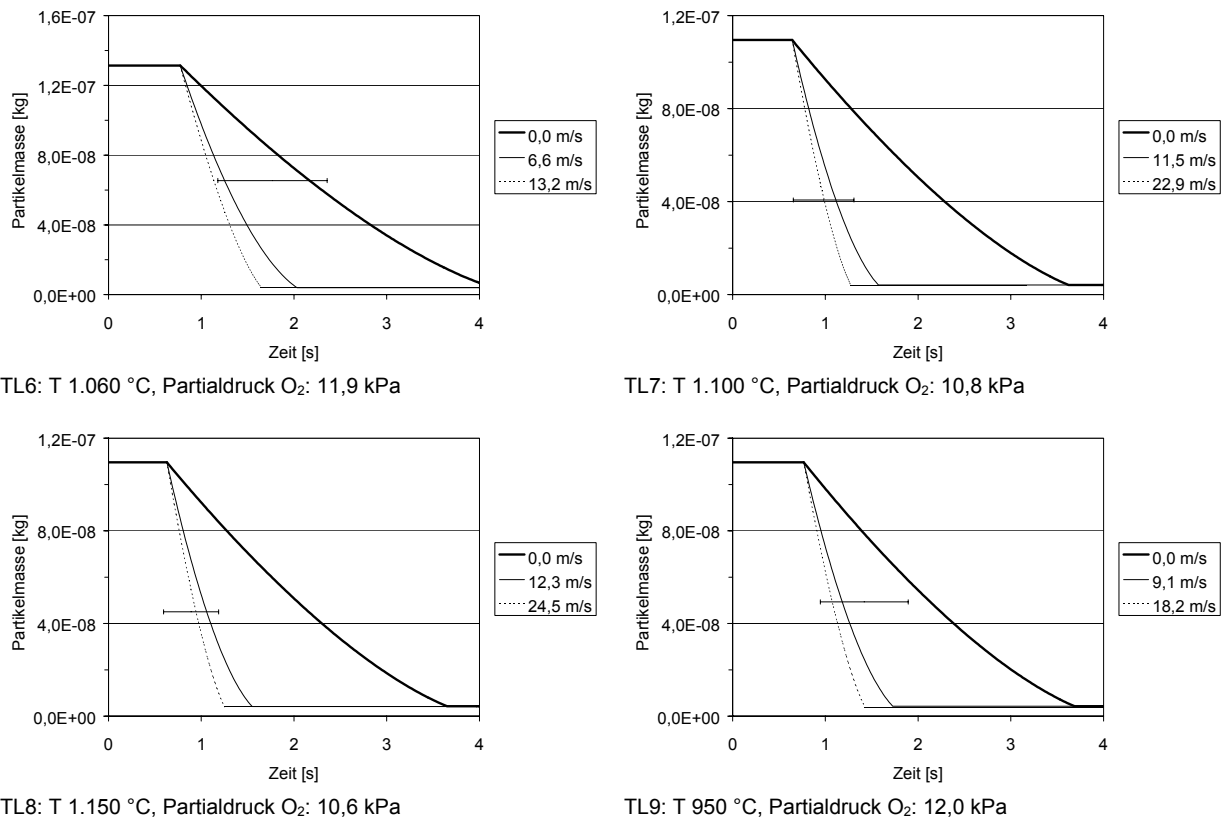 1,6E-07
1,2E-07
8,0E-08
4,0E-08
0,0E+00
Partikelmasse [kg]
0 1 2 3 4
Zeit [s]
0,0 m/s
6,6 m/s
13,2 m/s
TL6: T 1.060 °C, Partialdruck O₂: 11,9 kPa
1,2E-07
8,0E-08
4,0E-08
0,0E+00
Partikelmasse [kg]
0 1 2 3 4
Zeit [s]
0,0 m/s
11,5 m/s
22,9 m/s
TL7: T 1.100 °C, Partialdruck O₂: 10,8 kPa
1,2E-07
8,0E-08
4,0E-08
0,0E+00
Partikelmasse [kg]
0 1 2 3 4
Zeit [s]
0,0 m/s
12,3 m/s
24,5 m/s
TL8: T 1.150 °C, Partialdruck O₂: 10,6 kPa
1,2E-07
8,0E-08
4,0E-08
0,0E+00
Partikelmasse [kg]
0 1 2 3 4
Zeit [s]
0,0 m/s
9,1 m/s
18,2 m/s
TL9: T 950 °C, Partialdruck O₂: 12,0 kPa